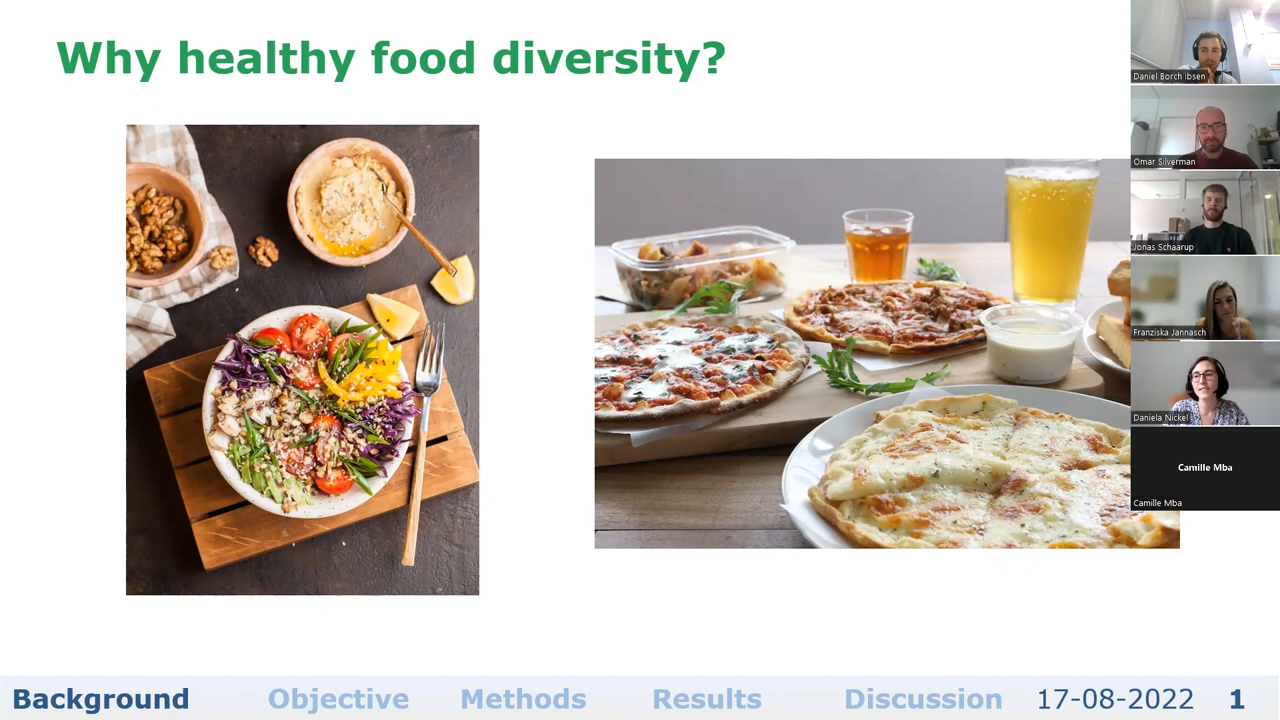 Why healthy food diversity?
Daniel Borch Ibsen
Omar Silverman
Jonas Schaarup
Franziska Jannasch
Daniela Nickel
Camille Mba
Camille Mba
Background Objective Methods Results Discussion 17-08-2022 1